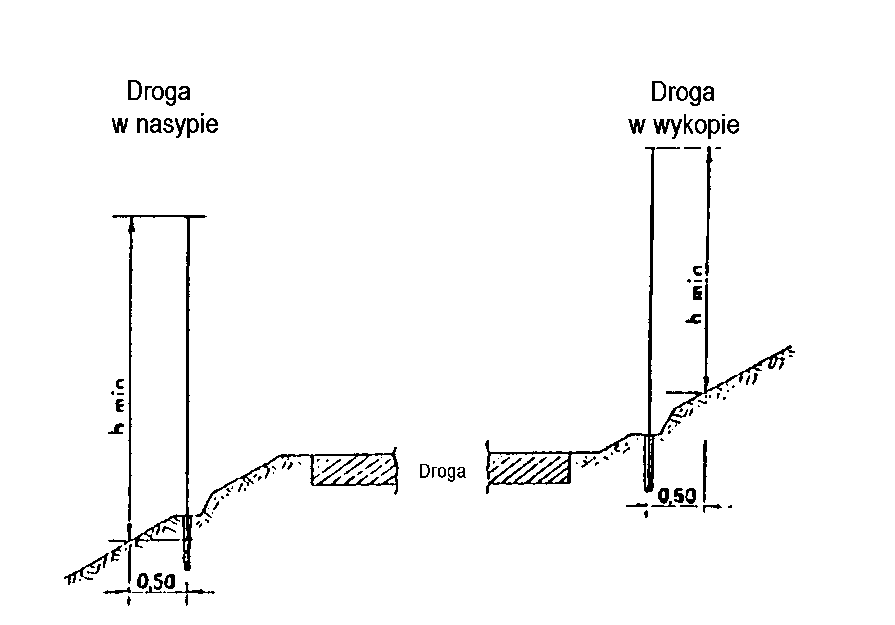 Droga
w nasypie
Droga
w wykopie
h min
h min
Droga
0,50
0,50